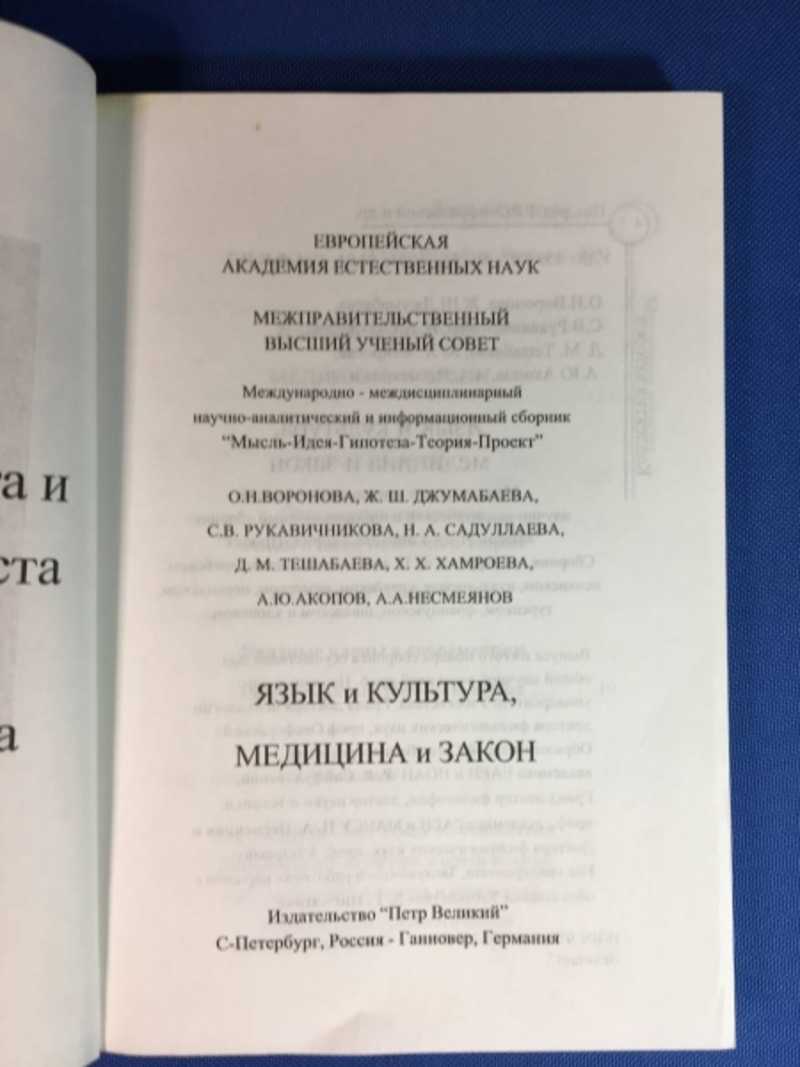 та и
ста
а
ЕВРОПЕЙСКАЯ
АКАДЕМИЯ ЕСТЕСТВЕННЫХ НАУК
МЕЖПРАВИТЕЛЬСТВЕННЫЙ
ВЫСШИЙ УЧЕНЫЙ СОВЕТ
Международно - междисциплинарный
научно-аналитический и информационный сборник
"Мысль-Идея-Гипотеза-Теория-Проект"
О.Н.ВОРОНОВА, Ж. Ш. ДЖУМАБАЕВА,
С.В. РУКАВИЧНИКОВА, Н. А. САДУЛЛАЕВА,
Д. М. ТЕШАБАЕВА, Х. Х. ХАМРОЕВА,
А.Ю.АКОПОВ, А.А.НЕСМЕЯНОВ
ЯЗЫК и КУЛЬТУРА,
МЕДИЦИНА и ЗАКОН
Издательство "Петр Великий"
С-Петербург, Россия - Ганновер, Германия